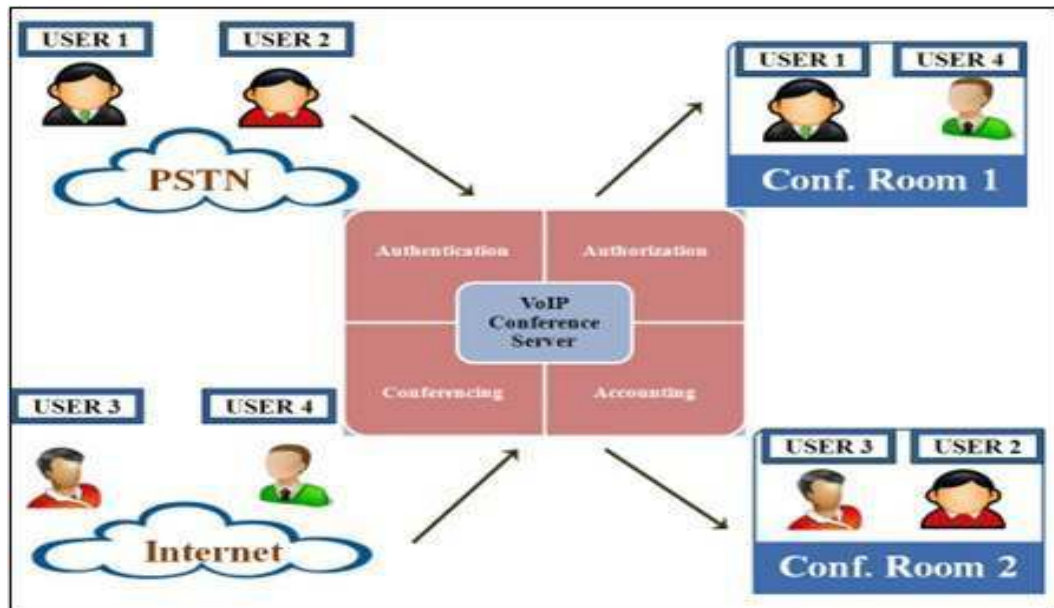 USER 1
USER 2
PSTN
USER 1
USER 4
Conf. Room 1
Authentication
Authorization
VoIP
Conference
Server
Conferencing
Accounting
USER 3
USER 4
Internet
USER 3
USER 2
Conf. Room 2